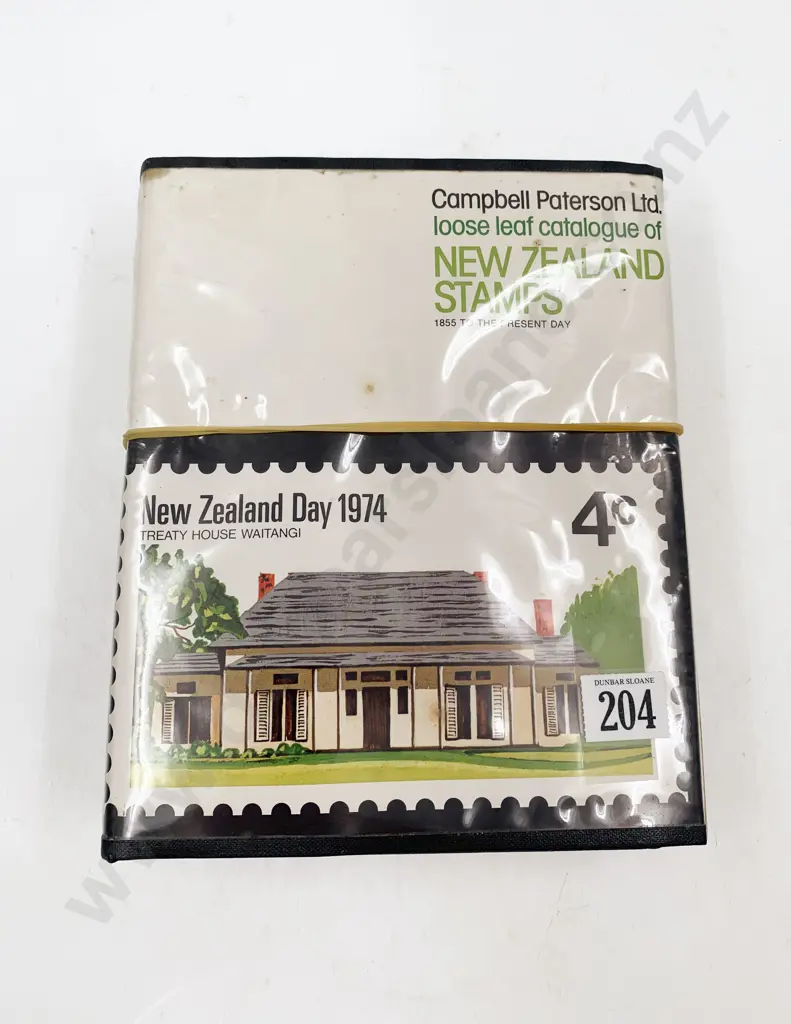 Campbell Paterson Ltd.
loose leaf catalogue of
NEW ZEALAND
STAMPS
1855 TO THE PRESENT DAY
New Zealand Day 1974
TREATY HOUSE WAITANGI
4c
DUNBAR SLOANE
204